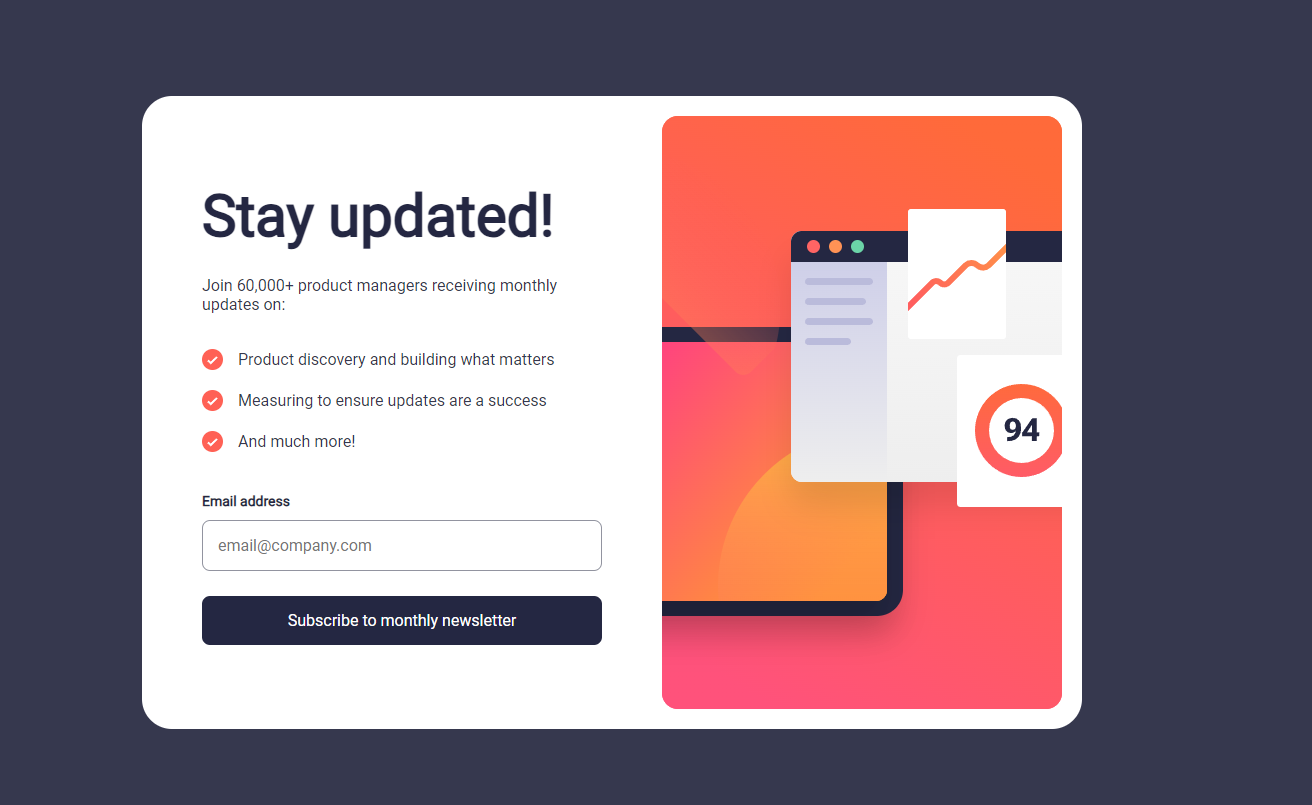 Stay updated!
Join 60,000+ product managers receiving monthly
updates on:
Product discovery and building what matters
Measuring to ensure updates are a success
And much more!
Email address
email@company.com
Subscribe to monthly newsletter
94